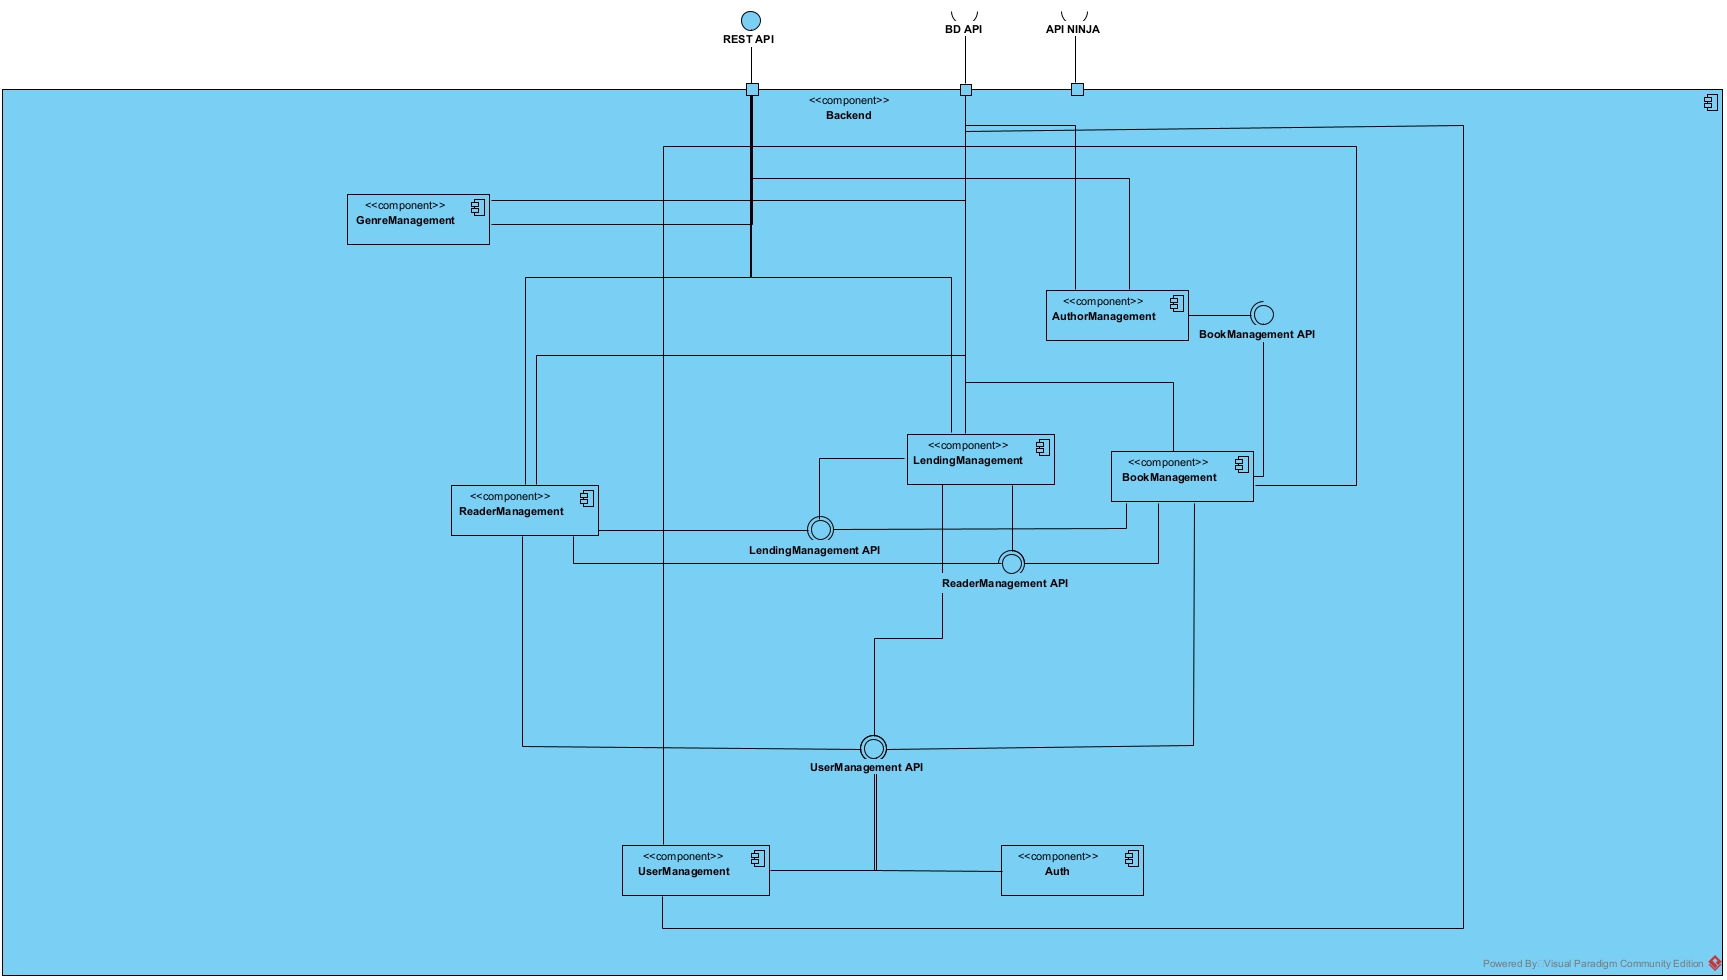 REST API
BD API
API NINJA
<<component>>
Backend
<<component>>
GenreManagement
<<component>>
AuthorManagement
BookManagement API
<<component>>
LendingManagement
<<component>>
BookManagement
<<component>>
ReaderManagement
LendingManagement API
ReaderManagement API
UserManagement API
<<component>>
UserManagement
<<component>>
Auth
Powered By: Visual Paradigm Community Edition